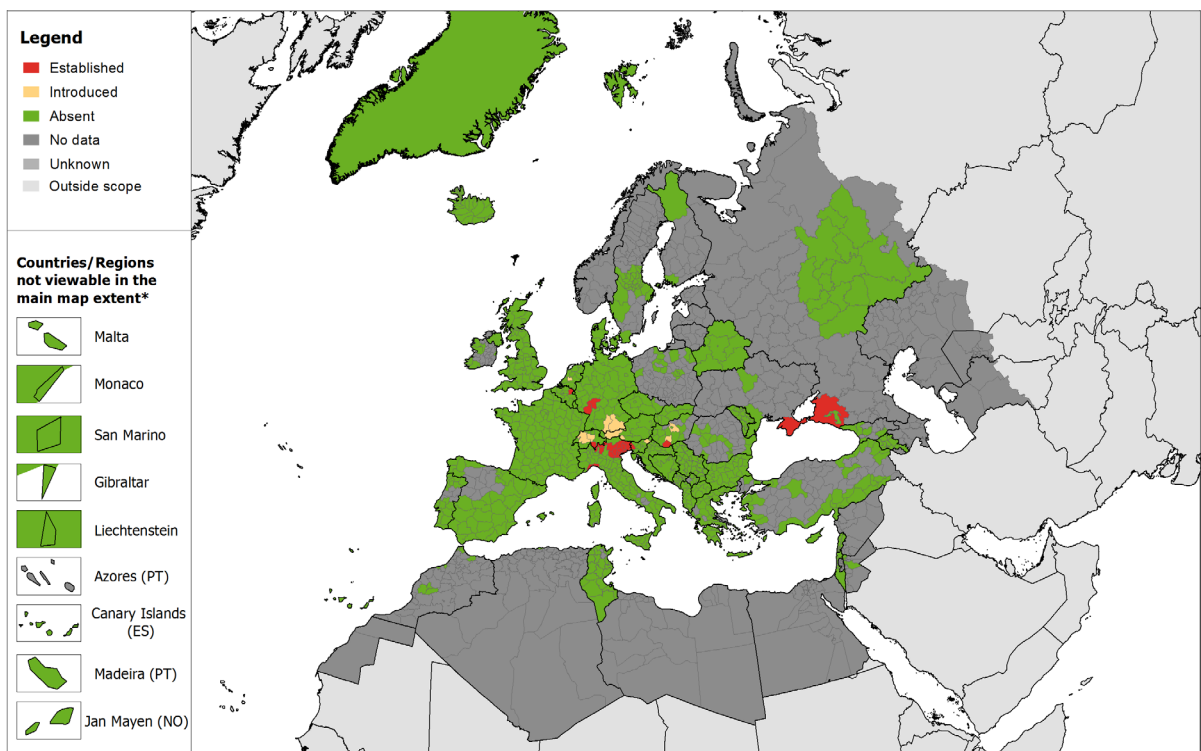 Legend
Established
Introduced
Absent
No data
Unknown
Outside scope
Countries/Regions
not viewable in the
main map extent*
Malta
Monaco
San Marino
Gibraltar
Liechtenstein
Azores (PT)
Canary Islands
(ES)
Madeira (PT)
Jan Mayen (NO)